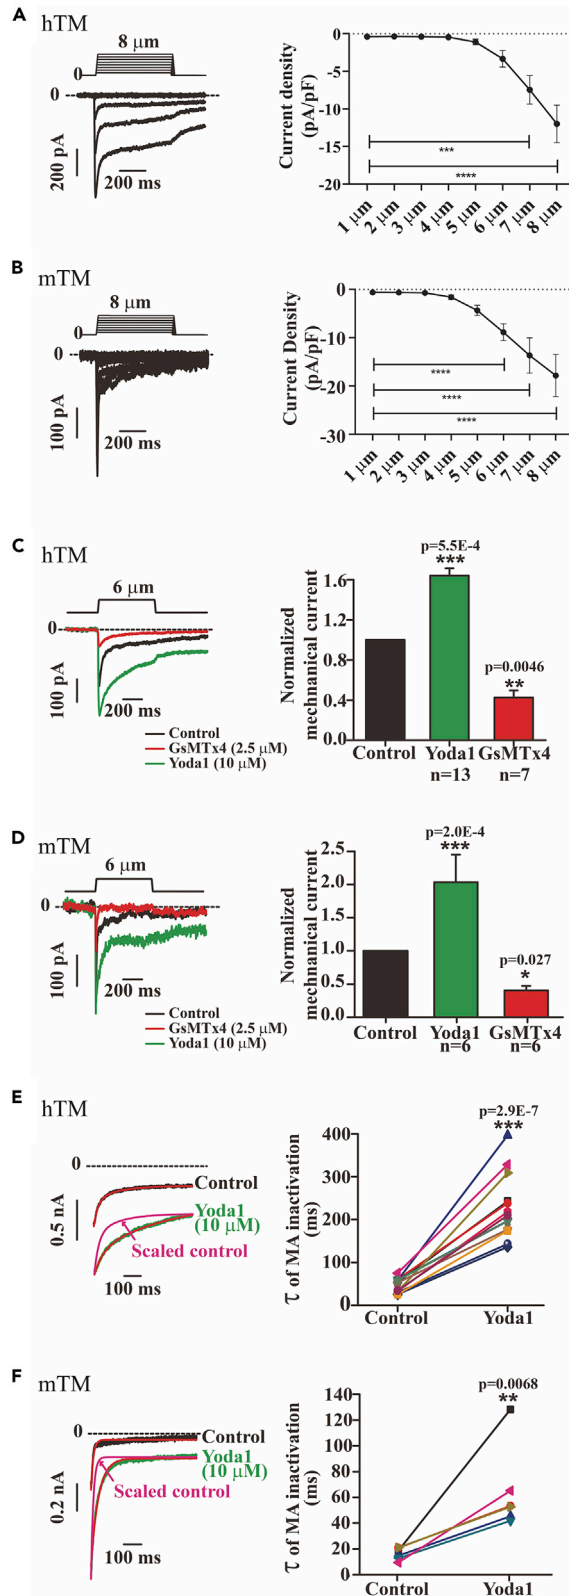 A
hTM
8 μm
0
0
200 pA
200 ms
Current density
(pA/pF)
0
-5
-10
-15
-20
***
****
1 μm
2 μm
3 μm
4 μm
5 μm
6 μm
7 μm
8 μm
B
mTM
8 μm
0
0
100 pA
200 ms
Current Density
(pA/pF)
0
-10
-20
-30
****
****
****
1 μm
2 μm
3 μm
4 μm
5 μm
6 μm
7 μm
8 μm
C
hTM
6 μm
0
100 pA
200 ms
Control
GsMTx4 (2.5 μM)
Yoda1 (10 μM)
Normalized
mechnanical current
1.6
1.2
0.8
0.4
0.0
p=5.5E-4
***
p=0.0046
**
Control
Yoda1
GsMTx4
n=13
n=7
D
mTM
6 μm
0
100 pA
200 ms
Control
GsMTx4 (2.5 μM)
Yoda1 (10 μM)
Normalized
mechnanical current
2.5
2.0
1.5
1.0
0.5
0.0
p=2.0E-4
***
p=0.027
*
Control
Yoda1
GsMTx4
n=6
n=6
E
hTM
0
Control
Yoda1
(10 μM)
Scaled control
0.5 nA
100 ms
τ of MA inactivation
(ms)
400
300
200
100
0
p=2.9E-7
***
Control
Yoda1
F
mTM
0
Control
Yoda1
(10 μM)
Scaled control
0.2 nA
100 ms
τ of MA inactivation
(ms)
140
120
100
80
60
40
20
0
p=0.0068
**
Control
Yoda1